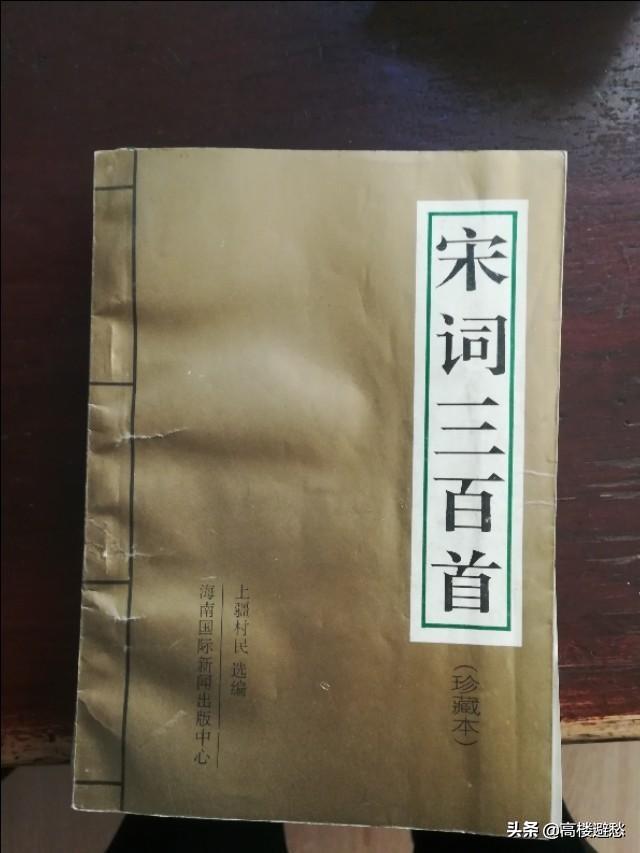 宋词三百首
（珍藏本）
上疆村民 选编
海南国际新闻出版中心
头条 @高楼避愁